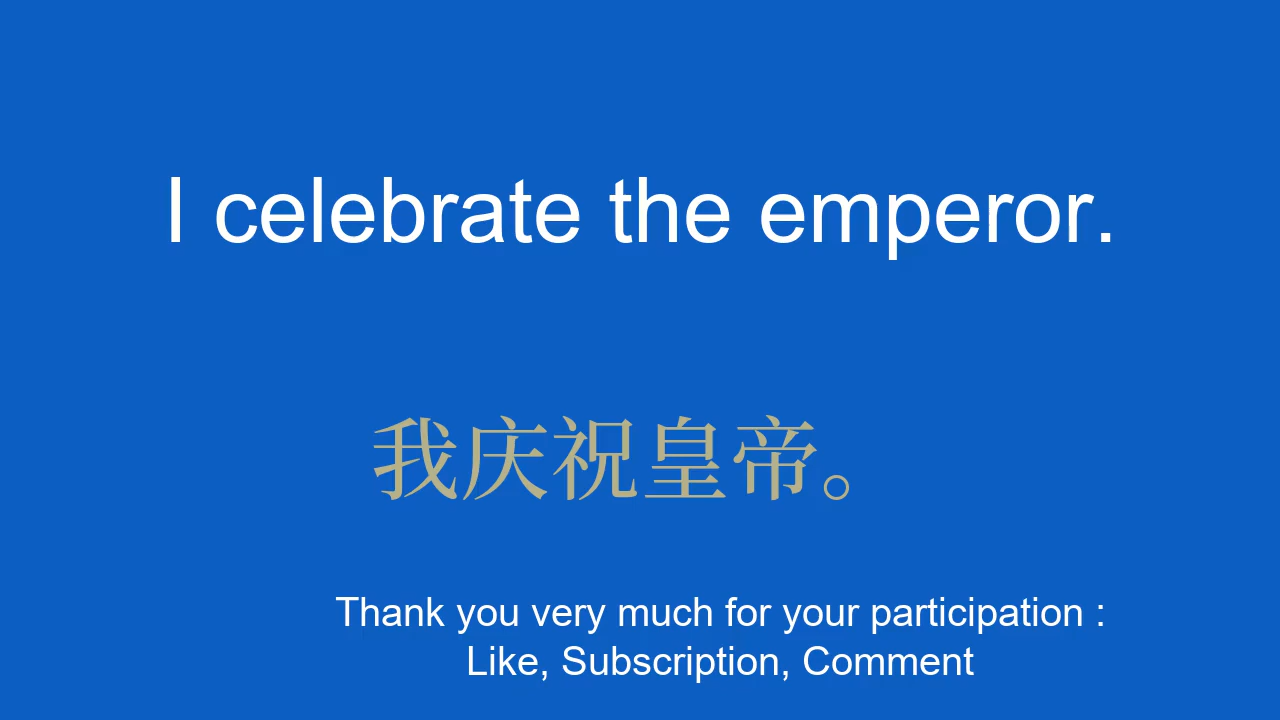 I celebrate the emperor.
我庆祝皇帝。
Thank you very much for your participation :
Like, Subscription, Comment